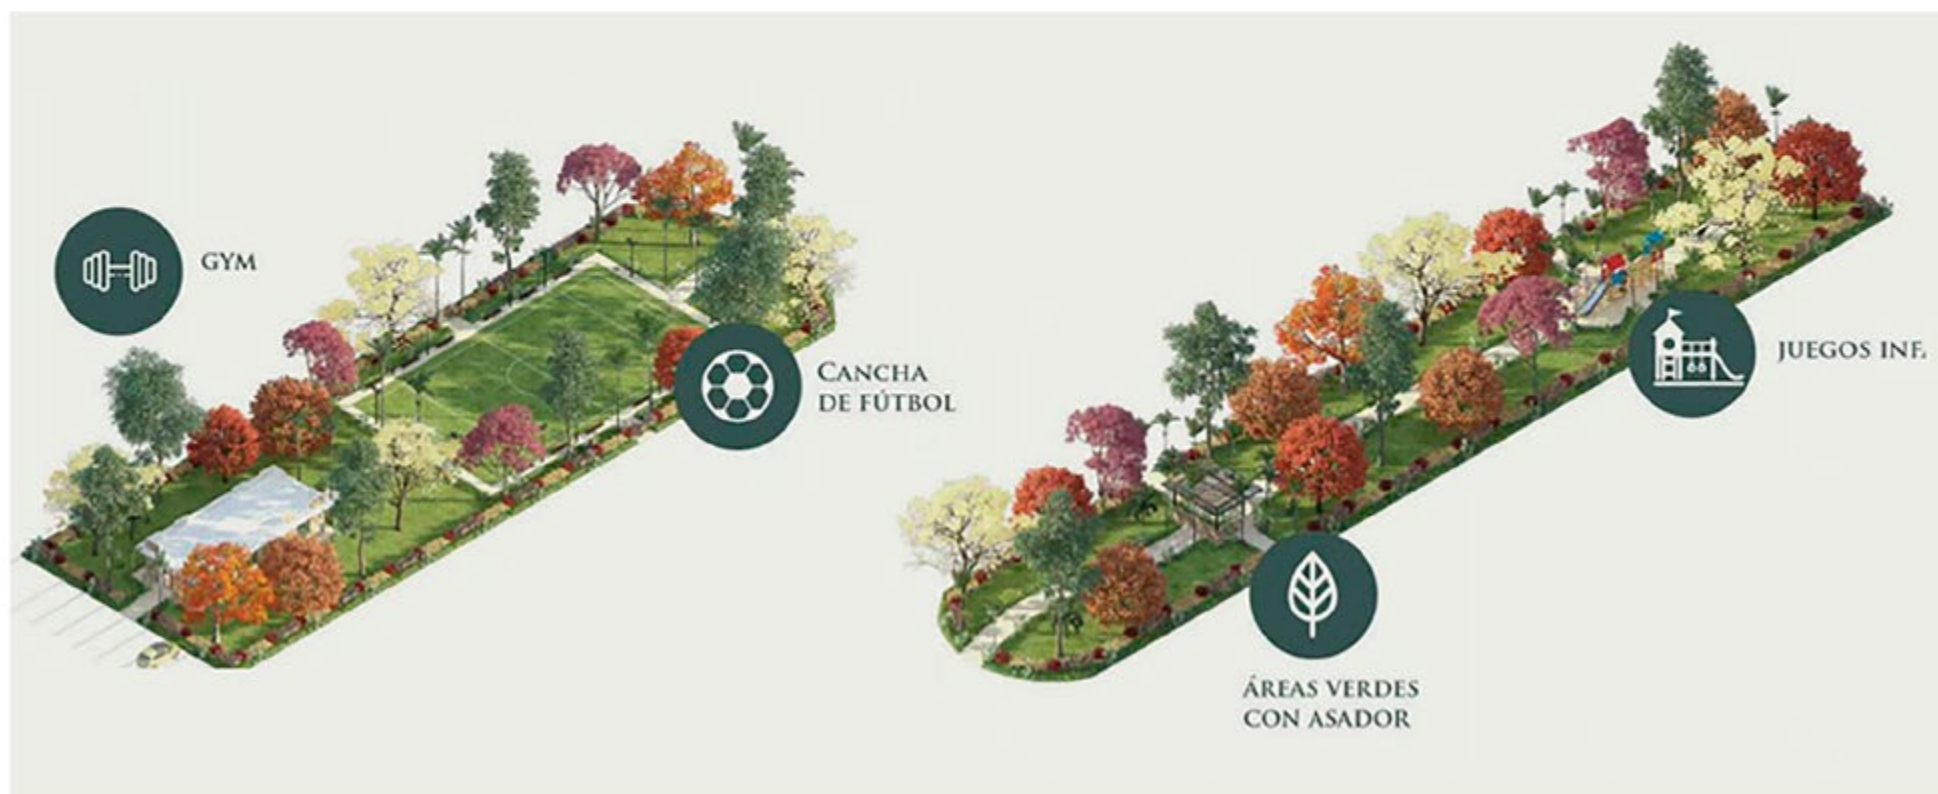 GYM
CANCHA
DE FÚTBOL
JUEGOS INF.
ÁREAS VERDES
CON ASADOR